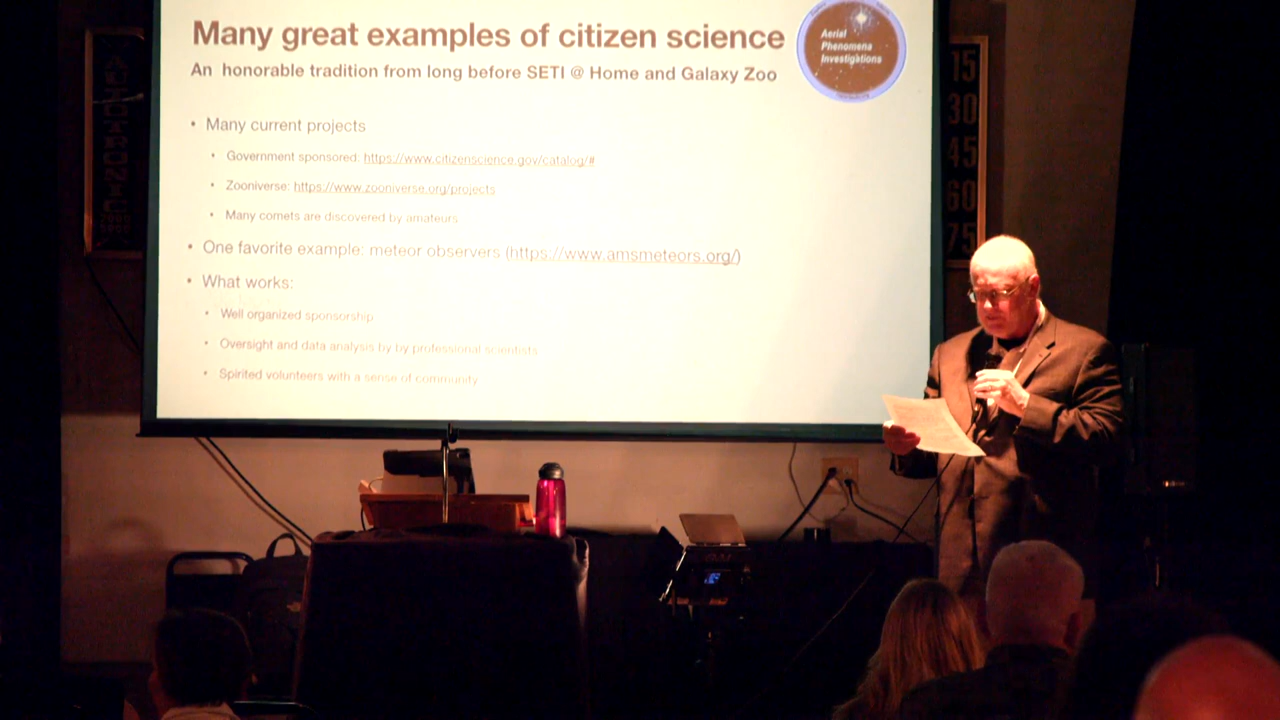 Many great examples of citizen science
An honorable tradition from long before SETI @ Home and Galaxy Zoo
Aerial
Phenomena
Investigations
• Many current projects
• Government sponsored: https://www.citizenscience.gov/catalog/#
• Zooniverse: https://www.zooniverse.org/projects
• Many comets are discovered by amateurs
• One favorite example: meteor observers (https://www.amsmeteors.org/)
• What works:
• Well organized sponsorship
• Oversight and data analysis by by professional scientists
• Spirited volunteers with a sense of community
AUTOTRONIC
15
30
45
60
75